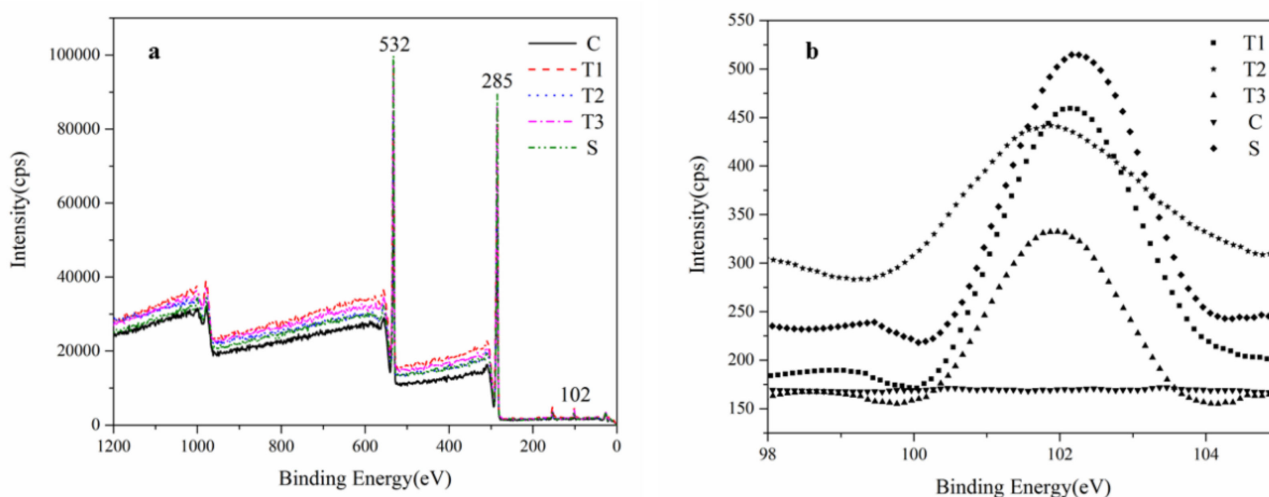 a
532
285
102
C
T1
T2
T3
S
100000
80000
60000
40000
20000
0
Intensity(cps)
1200 1000 800 600 400 200 0
Binding Energy(eV)
b
T1
T2
T3
C
S
550
500
450
400
350
300
250
200
150
Intensity(cps)
98 100 102 104
Binding Energy(eV)